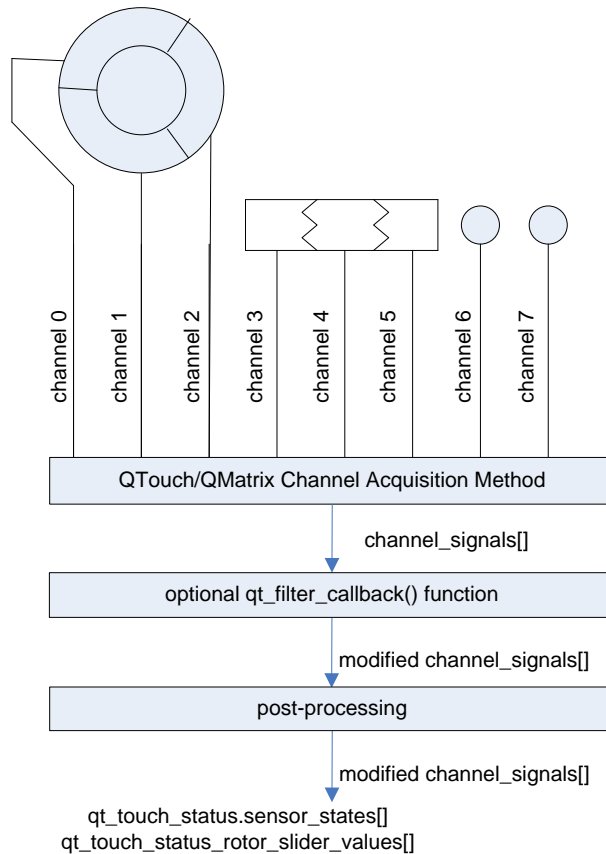 channel 0
channel 1
channel 2
channel 3
channel 4
channel 5
channel 6
channel 7
QTouch/QMatrix Channel Acquisition Method
channel_signals[]
optional qt_filter_callback() function
modified channel_signals[]
post-processing
modified channel_signals[]
qt_touch_status.sensor_states[]
qt_touch_status_rotor_slider_values[]